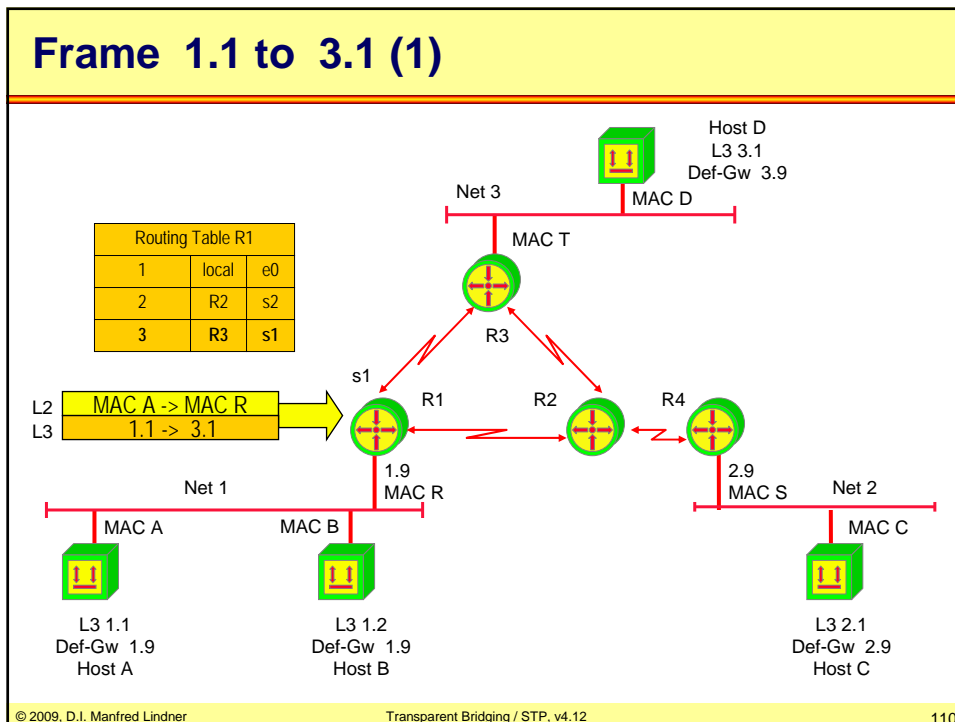 Frame 1.1 to 3.1 (1)
Host D
L3 3.1
Def-Gw 3.9
Net 3
MAC D
MAC T
Routing Table R1
1 local e0
2 R2 s2
3 R3 s1
R3
s1
L2 MAC A -> MAC R
L3 1.1 -> 3.1
R1
R2
R4
1.9
MAC R
2.9
MAC S
Net 1
Net 2
MAC A
MAC B
MAC C
L3 1.1
Def-Gw 1.9
Host A
L3 1.2
Def-Gw 1.9
Host B
L3 2.1
Def-Gw 2.9
Host C
© 2009, D.I. Manfred Lindner
Transparent Bridging / STP, v4.12
110